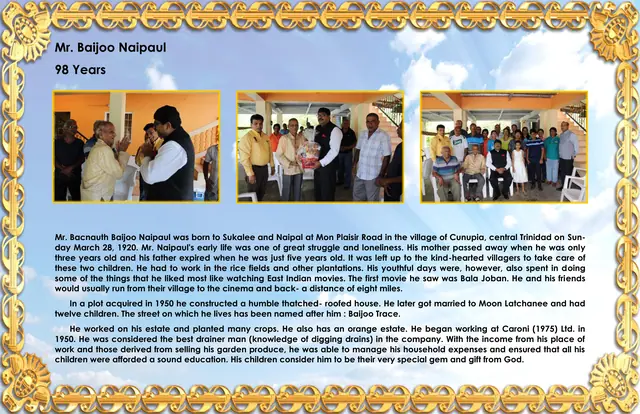 Mr. Baijoo Naipaul
98 Years
Mr. Bacnauth Baijoo Naipaul was born to Sukalee and Naipal at Mon Plaisir Road in the village of Cunupia, central Trinidad on Sun-
day March 28, 1920. Mr. Naipaul's early life was one of great struggle and loneliness. His mother passed away when he was only
three years old and his father expired when he was just five years old. It was left up to the kind-hearted villagers to take care of
these two children. He had to work in the rice fields and other plantations. His youthful days were, however, also spent in doing
some of the things that he liked most like watching East Indian movies. The first movie he saw was Bala Joban. He and his friends
would usually run from their village to the cinema and back- a distance of eight miles.
In a plot acquired in 1950 he constructed a humble thatched- roofed house. He later got married to Moon Latchanee and had
twelve children. The street on which he lives has been named after him : Baijoo Trace.
He worked on his estate and planted many crops. He also has an orange estate. He began working at Caroni (1975) Ltd. in
1950. He was considered the best drainer man (knowledge of digging drains) in the company. With the income from his place of
work and those derived from selling his garden produce, he was able to manage his household expenses and ensured that all his
children were afforded a sound education. His children consider him to be their very special gem and gift from God.